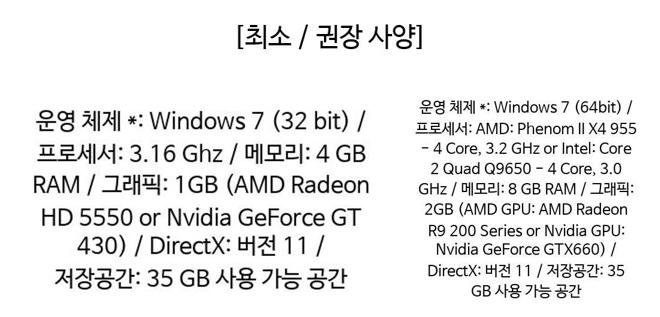 [최소 / 권장 사양]
운영 체제 *: Windows 7 (32 bit) /
프로세서: 3.16 Ghz / 메모리: 4 GB
RAM / 그래픽: 1GB (AMD Radeon
HD 5550 or Nvidia GeForce GT
430) / DirectX: 버전 11 /
저장공간: 35 GB 사용 가능 공간
운영 체제 *: Windows 7 (64bit) /
프로세서: AMD: Phenom II X4 955
- 4 Core, 3.2 GHz or Intel: Core
2 Quad Q9650 - 4 Core, 3.0
GHz / 메모리: 8 GB RAM / 그래픽:
2GB (AMD GPU: AMD Radeon
R9 200 Series or Nvidia GPU:
Nvidia GeForce GTX660) /
DirectX: 버전 11 / 저장공간: 35
GB 사용 가능 공간